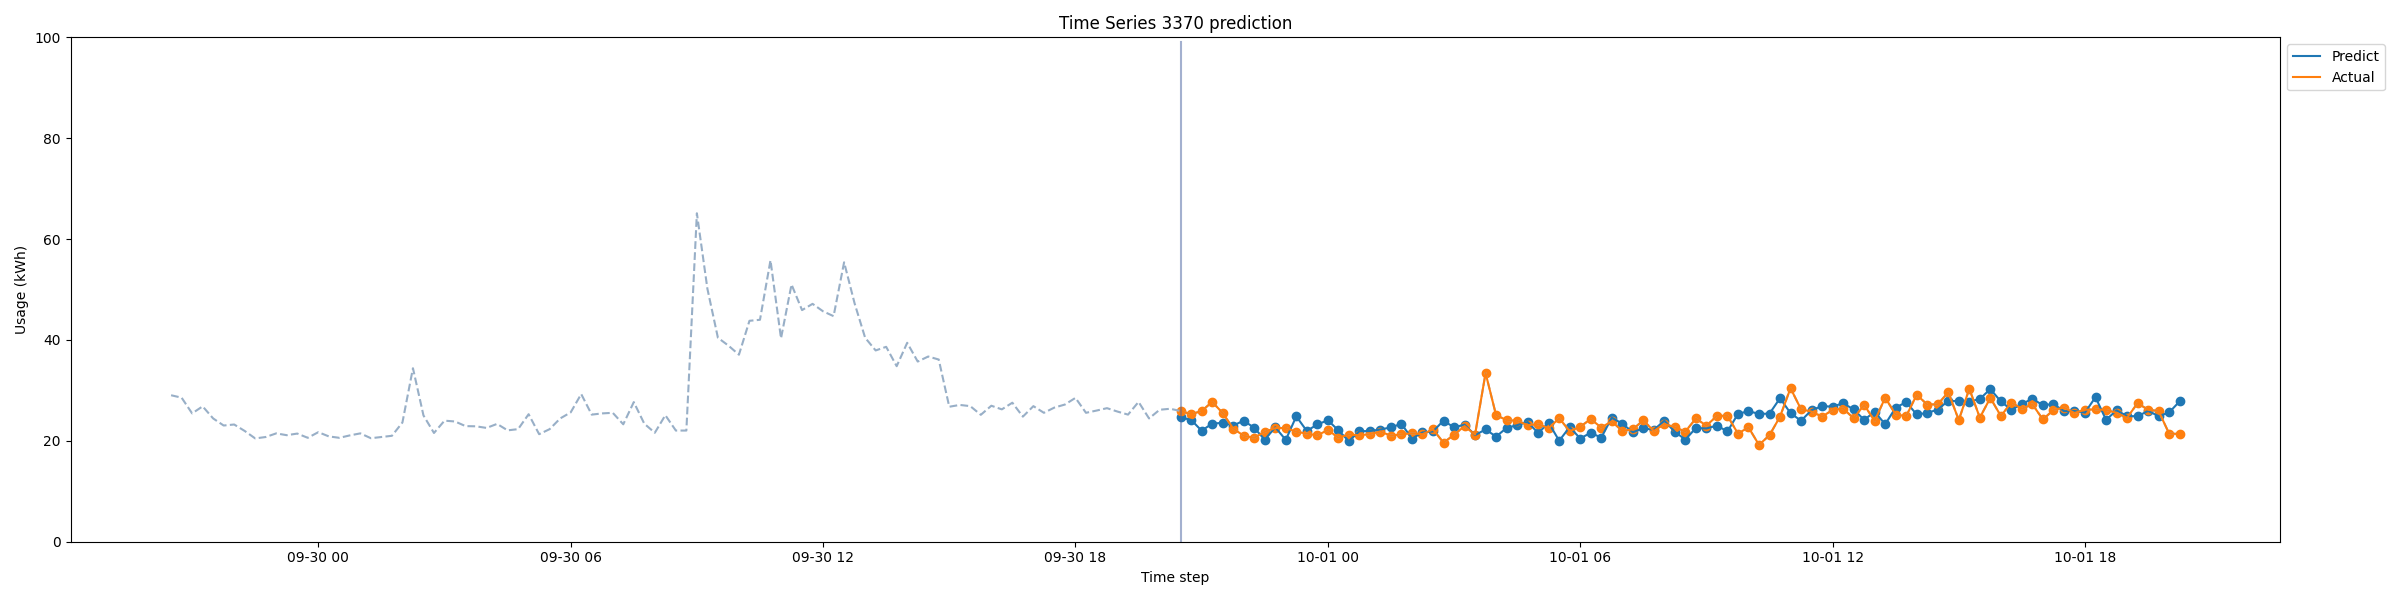 Time Series 3370 prediction
100
80
60
40
20
0
Usage (kWh)
09-30 00
09-30 06
09-30 12
09-30 18
10-01 00
10-01 06
10-01 12
10-01 18
Time step
Predict
Actual